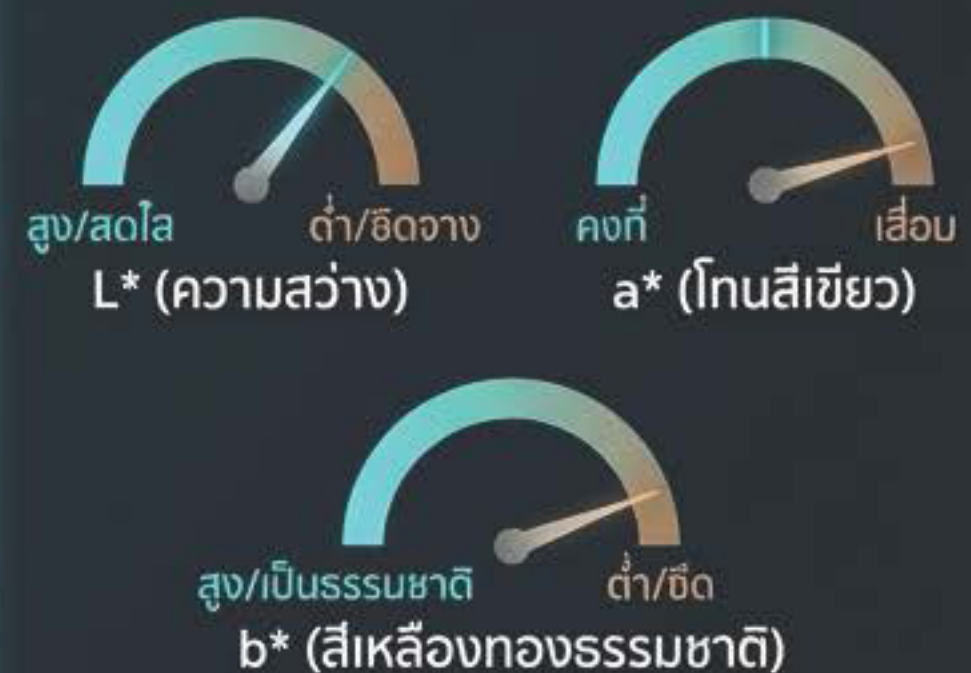 สูง/สดใส ต่ำ/ซีดจาง
L* (ความสว่าง)
คงที่ เสื่อม
a* (โทนสีเขียว)
สูง/เป็นธรรมชาติ ต่ำ/ซีด
b* (สีเหลืองทองธรรมชาติ)